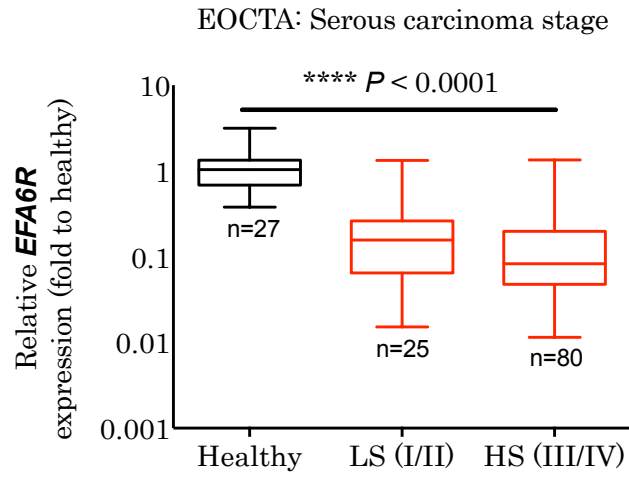 EOCTA: Serous carcinoma stage
**** P < 0.0001
Relative EFA6R
expression (fold to healthy)
10
1
0.1
0.01
0.001
n=27
n=25
n=80
Healthy
LS (I/II)
HS (III/IV)